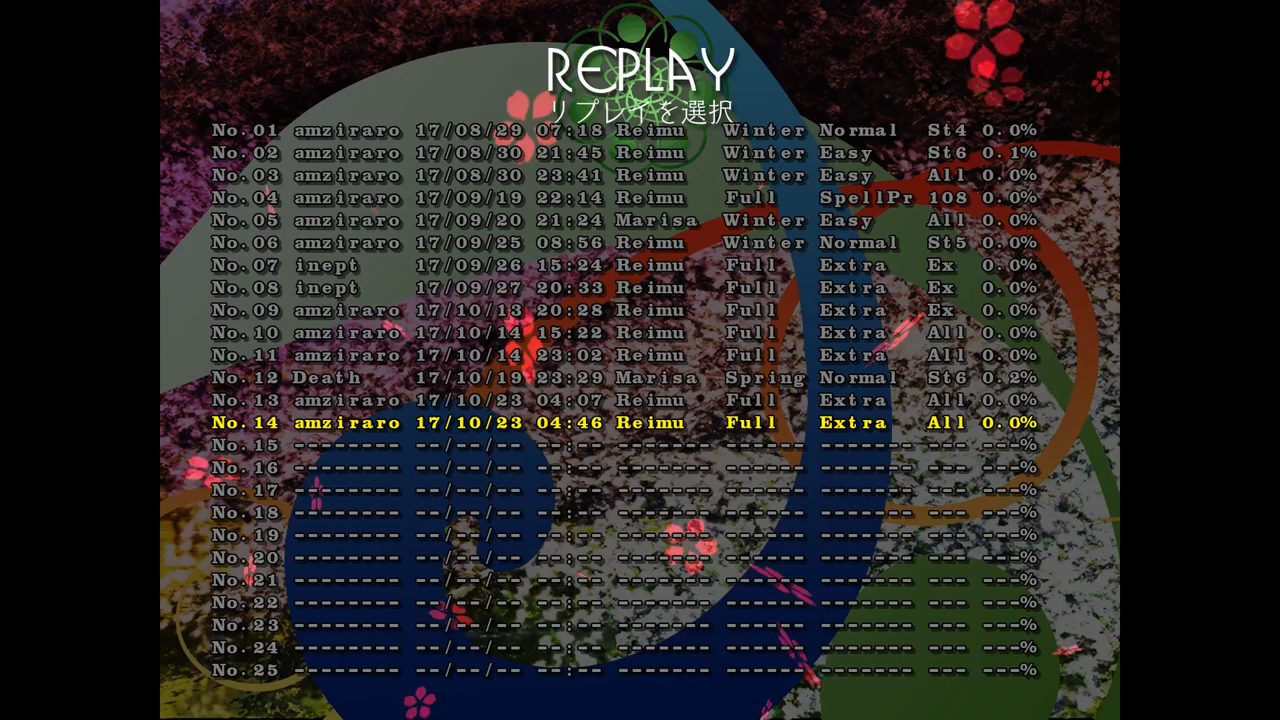 REPLAY
リプレイを選択
No.01 amziraro 17/08/29 07:18 Reimu Winter Normal St4 0.0%
No.02 amziraro 17/08/30 21:45 Reimu Winter Easy St6 0.1%
No.03 amziraro 17/08/30 23:41 Reimu Winter Easy All 0.0%
No.04 amziraro 17/09/19 22:14 Reimu Full SpellPr 108 0.0%
No.05 amziraro 17/09/20 21:24 Marisa Winter Easy All 0.0%
No.06 amziraro 17/09/25 08:56 Reimu Winter Normal St5 0.0%
No.07 inept 17/09/26 15:24 Reimu Full Extra Ex 0.0%
No.08 inept 17/09/27 20:33 Reimu Full Extra Ex 0.0%
No.09 amziraro 17/10/13 20:28 Reimu Full Extra Ex 0.0%
No.10 amziraro 17/10/14 15:22 Reimu Full Extra All 0.0%
No.11 amziraro 17/10/14 23:02 Reimu Full Extra All 0.0%
No.12 Death 17/10/19 23:29 Marisa Spring Normal St6 0.2%
No.13 amziraro 17/10/23 04:07 Reimu Full Extra All 0.0%
No.14 amziraro 17/10/23 04:46 Reimu Full Extra All 0.0%
No.15 -------- --/--/-- --:-- ------- ------ ------- --- ---%
No.16 -------- --/--/-- --:-- ------- ------ ------- --- ---%
No.17 -------- --/--/-- --:-- ------- ------ ------- --- ---%
No.18 -------- --/--/-- --:-- ------- ------ ------- --- ---%
No.19 -------- --/--/-- --:-- ------- ------ ------- --- ---%
No.20 -------- --/--/-- --:-- ------- ------ ------- --- ---%
No.21 -------- --/--/-- --:-- ------- ------ ------- --- ---%
No.22 -------- --/--/-- --:-- ------- ------ ------- --- ---%
No.23 -------- --/--/-- --:-- ------- ------ ------- --- ---%
No.24 -------- --/--/-- --:-- ------- ------ ------- --- ---%
No.25 -------- --/--/-- --:-- ------- ------ ------- --- ---%